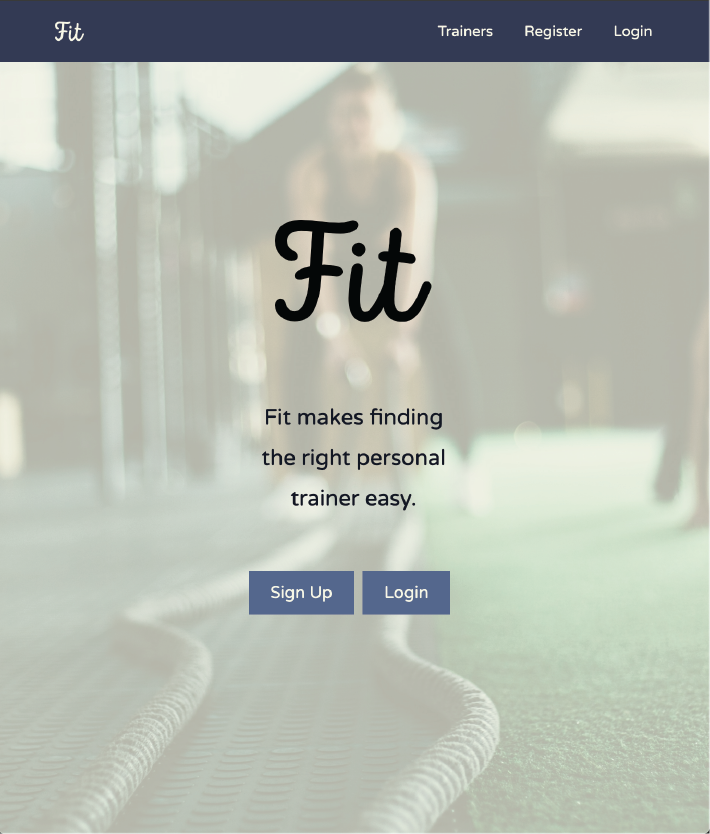 Fit
Trainers Register Login
Fit
Fit makes finding
the right personal
trainer easy.
Sign Up Login